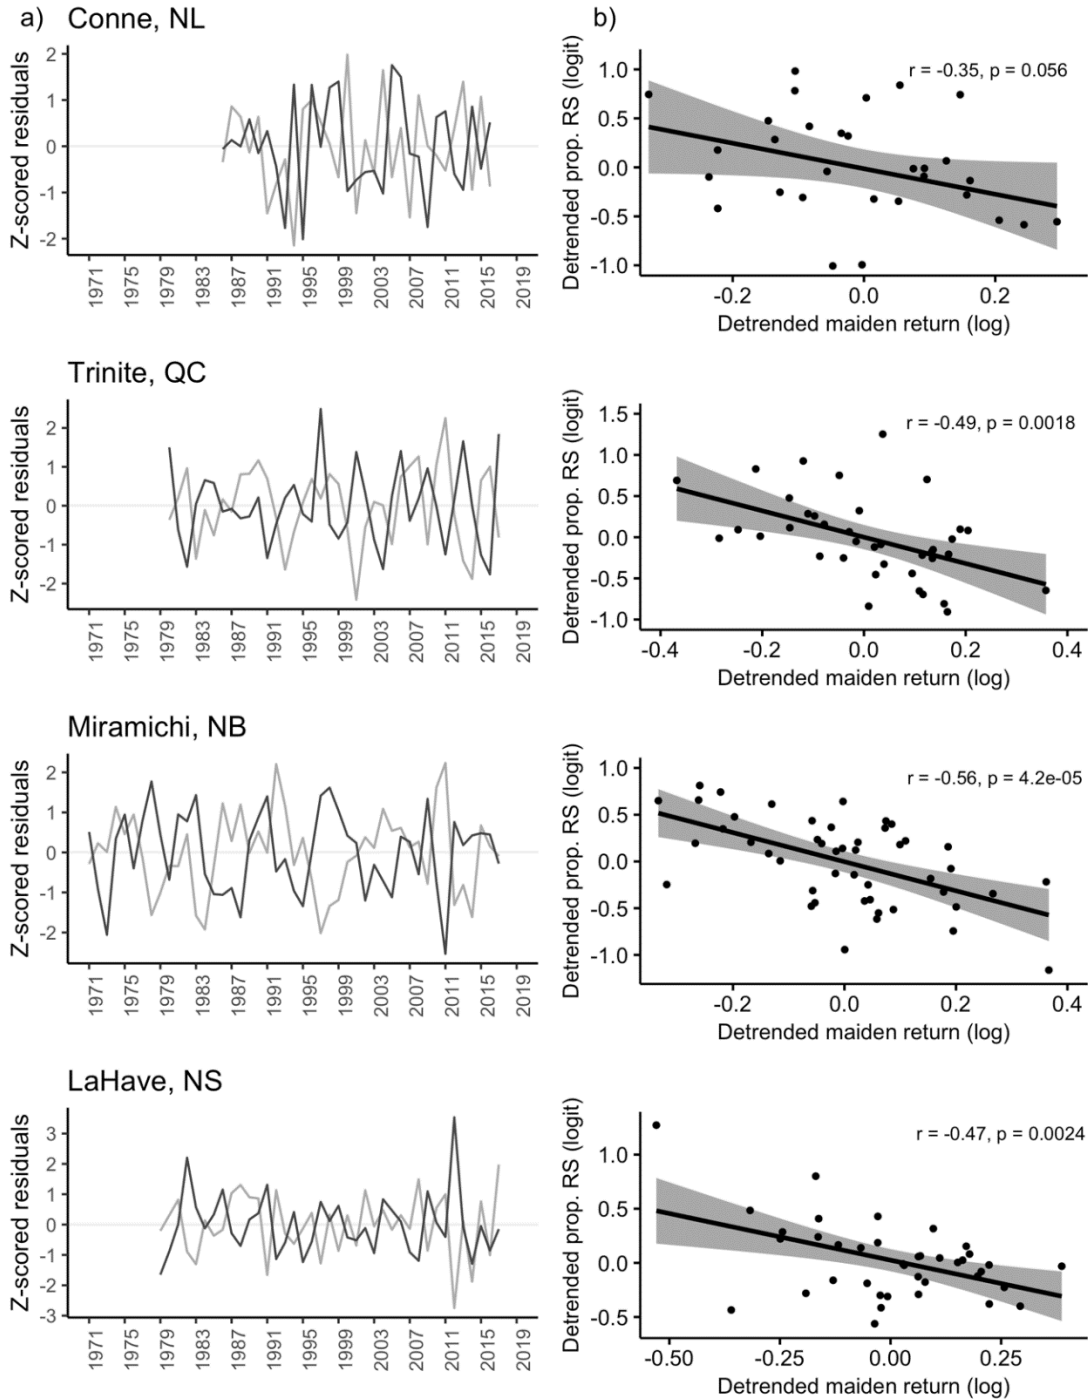 a)
Conne, NL
Z-scored residuals
2
1
0
-1
-2
1971 1975 1979 1983 1987 1991 1995 1999 2003 2007 2011 2015 2019
b)
r = -0.35, p = 0.056
Detrended prop. RS (logit)
1.0
0.5
0.0
-0.5
-1.0
-0.2 0.0 0.2
Detrended maiden return (log)
Trinite, QC
Z-scored residuals
2
1
0
-1
-2
1971 1975 1979 1983 1987 1991 1995 1999 2003 2007 2011 2015 2019
r = -0.49, p = 0.0018
Detrended prop. RS (logit)
1.5
1.0
0.5
0.0
-0.5
-1.0
-0.4 -0.2 0.0 0.2 0.4
Detrended maiden return (log)
Miramichi, NB
Z-scored residuals
2
1
0
-1
-2
1971 1975 1979 1983 1987 1991 1995 1999 2003 2007 2011 2015 2019
r = -0.56, p = 4.2e-05
Detrended prop. RS (logit)
1.0
0.5
0.0
-0.5
-1.0
-0.2 0.0 0.2 0.4
Detrended maiden return (log)
LaHave, NS
Z-scored residuals
3
2
1
0
-1
-2
-3
1971 1975 1979 1983 1987 1991 1995 1999 2003 2007 2011 2015 2019
r = -0.47, p = 0.0024
Detrended prop. RS (logit)
1.0
0.5
0.0
-0.5
-0.50 -0.25 0.00 0.25
Detrended maiden return (log)